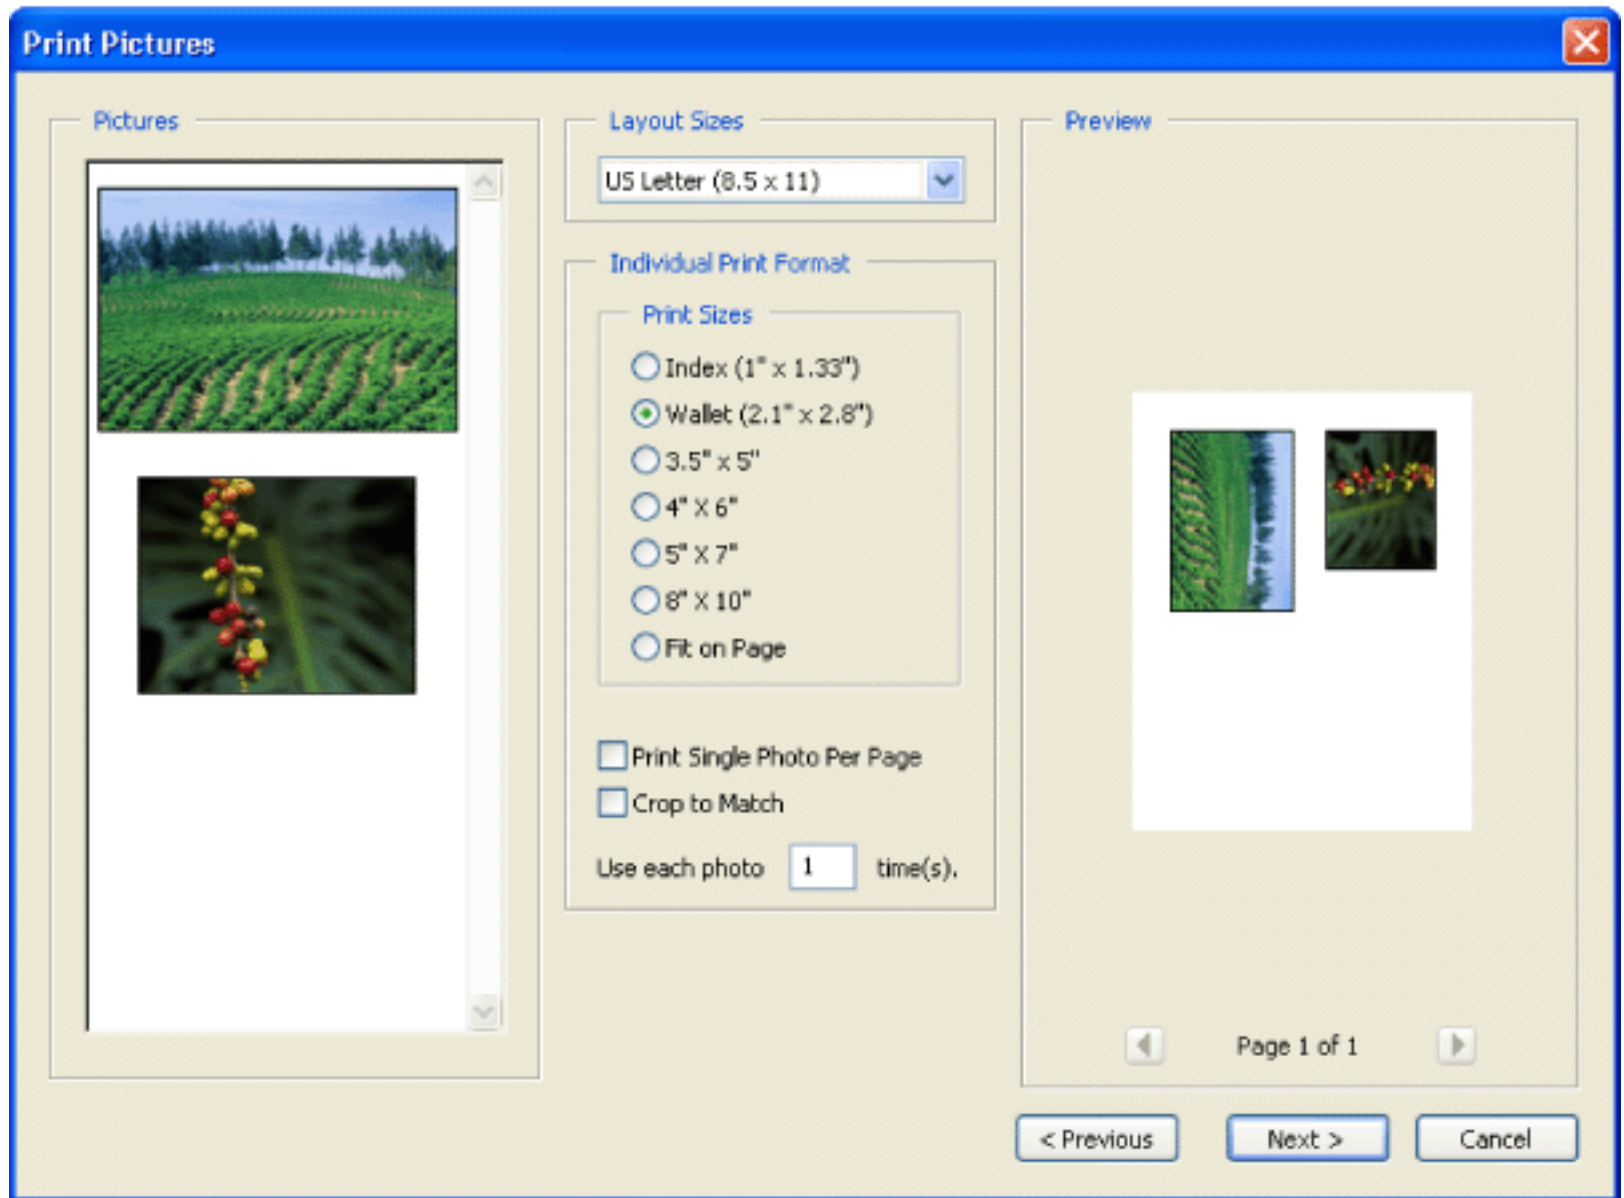 Print Pictures
Pictures
Layout Sizes
US Letter (8.5 x 11)
Individual Print Format
Print Sizes
Index (1" x 1.33")
Wallet (2.1" x 2.8")
3.5" x 5"
4" X 6"
5" X 7"
8" X 10"
Fit on Page
Print Single Photo Per Page
Crop to Match
Use each photo 1 time(s).
Preview
Page 1 of 1
< Previous
Next >
Cancel